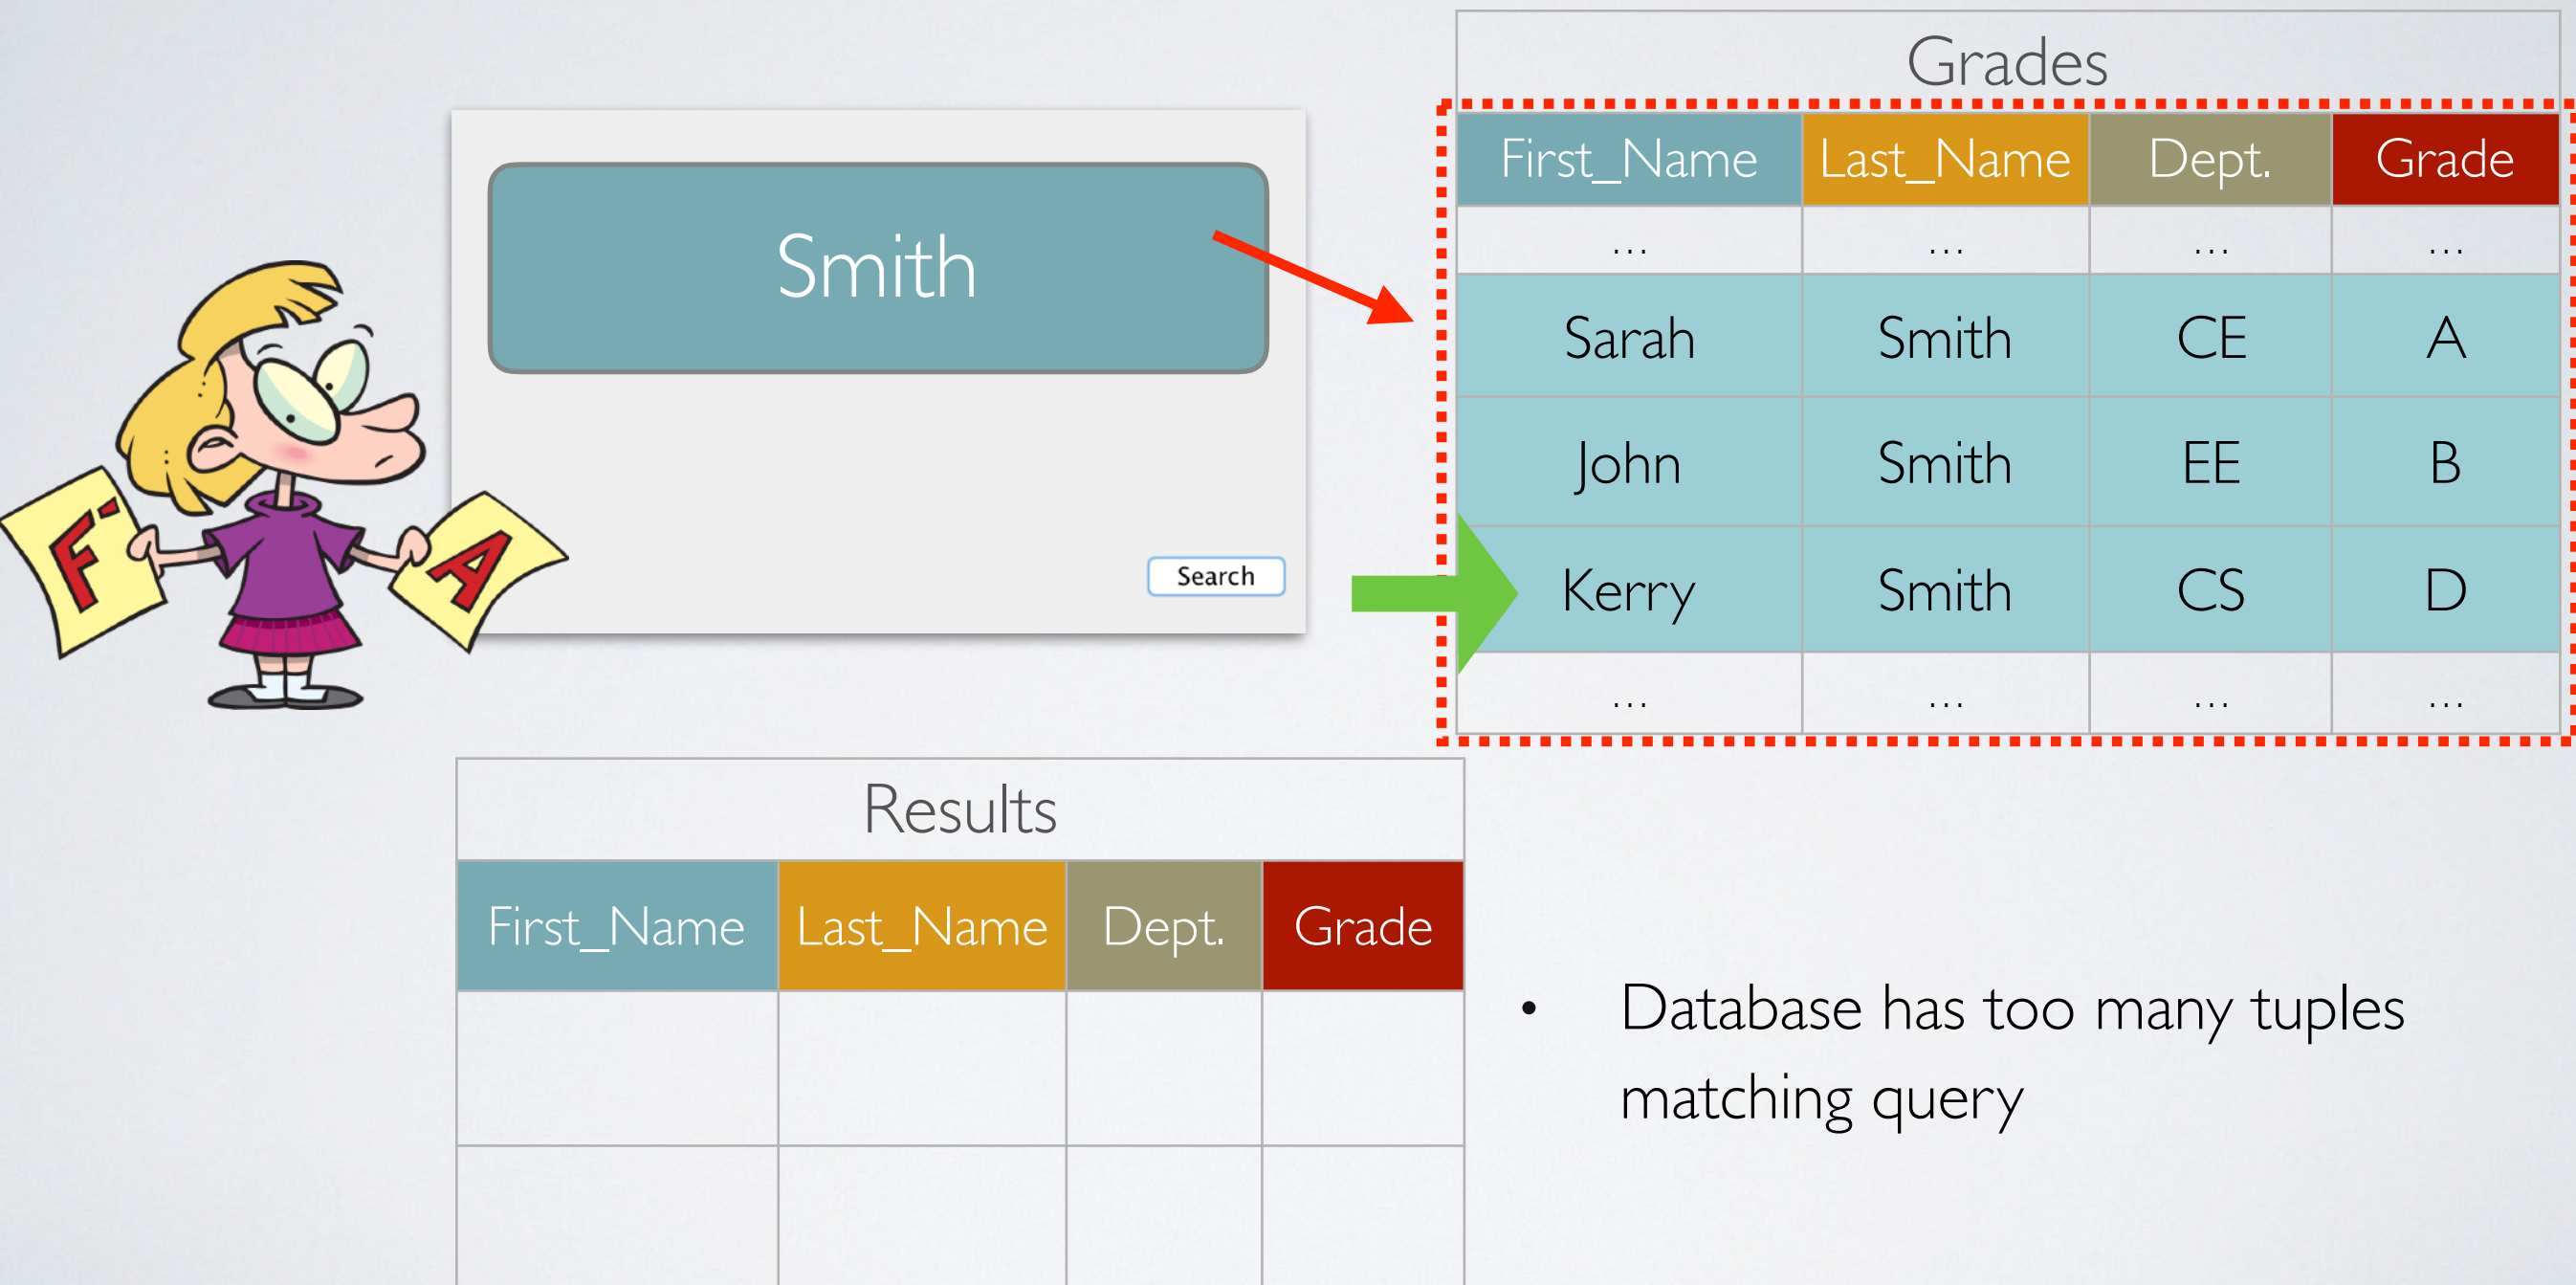 Smith
Search
F-
A
Grades
First_Name Last_Name Dept. Grade
... ... ... ...
Sarah Smith CE A
John Smith EE B
Kerry Smith CS D
... ... ... ...
Results
First_Name Last_Name Dept. Grade
• Database has too many tuples
matching query